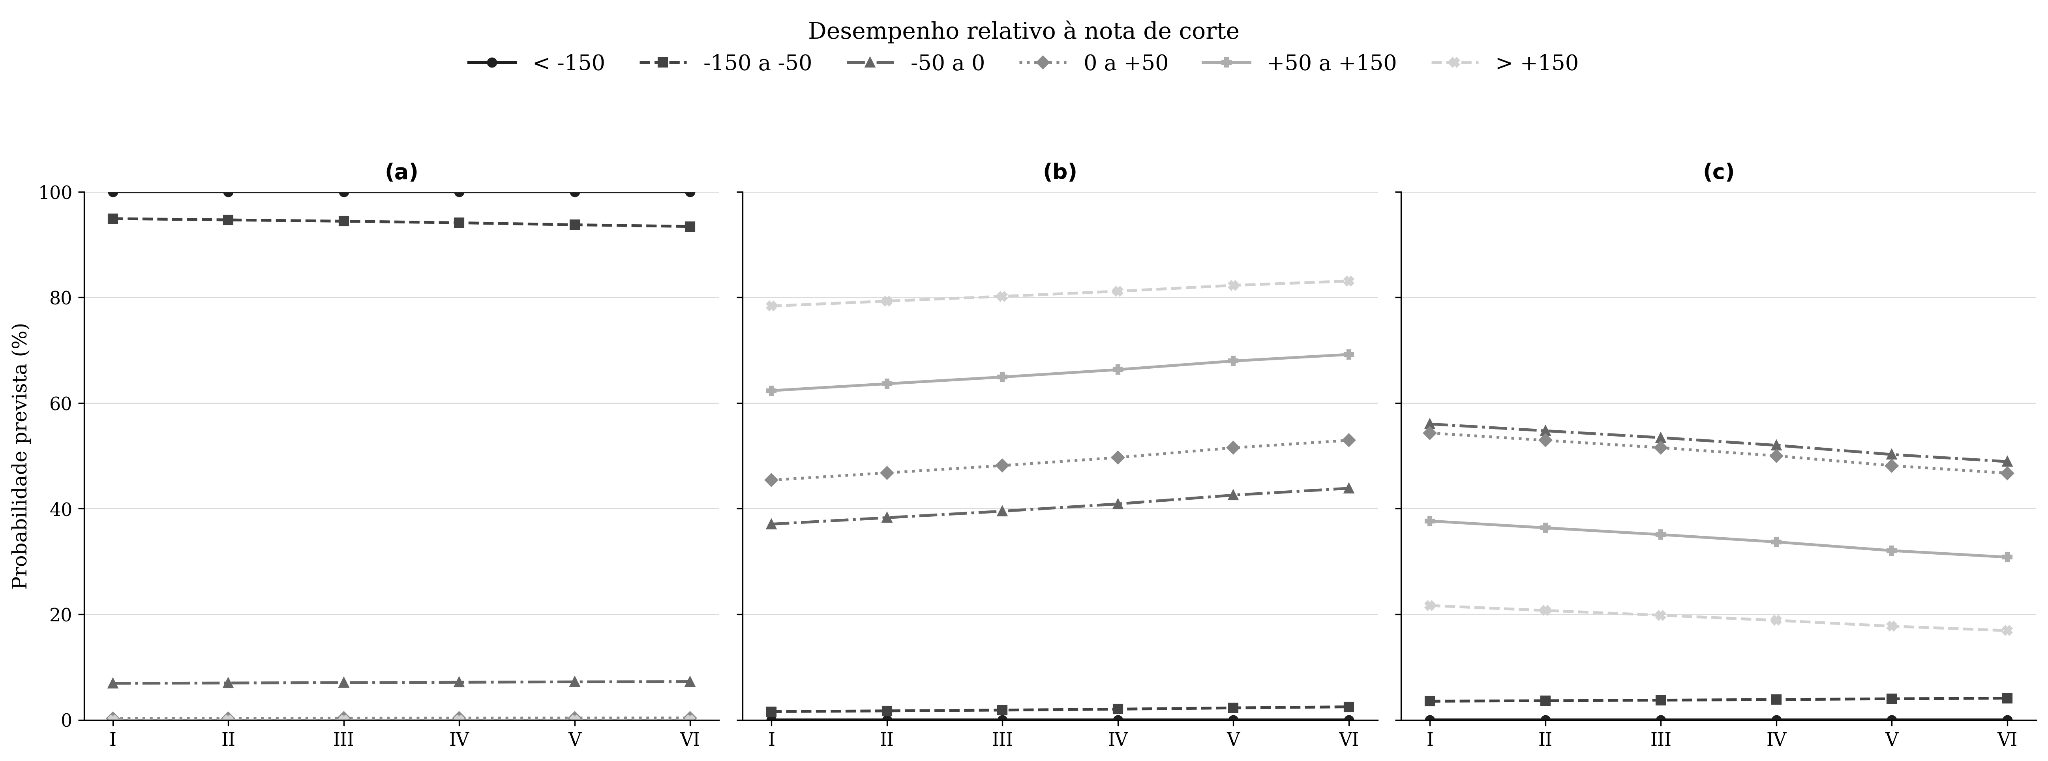 Desempenho relativo à nota de corte
< -150 -150 a -50 -50 a 0 0 a +50 +50 a +150 > +150
(a) (b) (c)
Probabilidade prevista (%)
100
80
60
40
20
0
I II III IV V VI I II III IV V VI I II III IV V VI